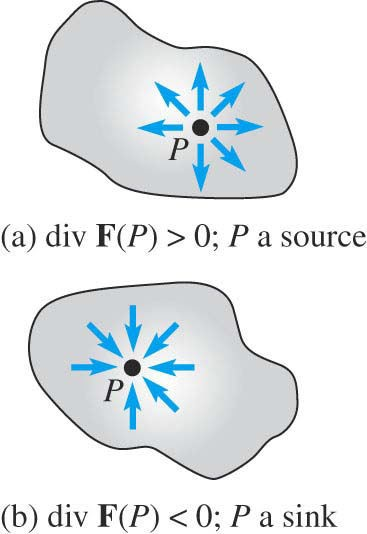 P
(a) div F(P) > 0; P a source
P
(b) div F(P) < 0; P a sink